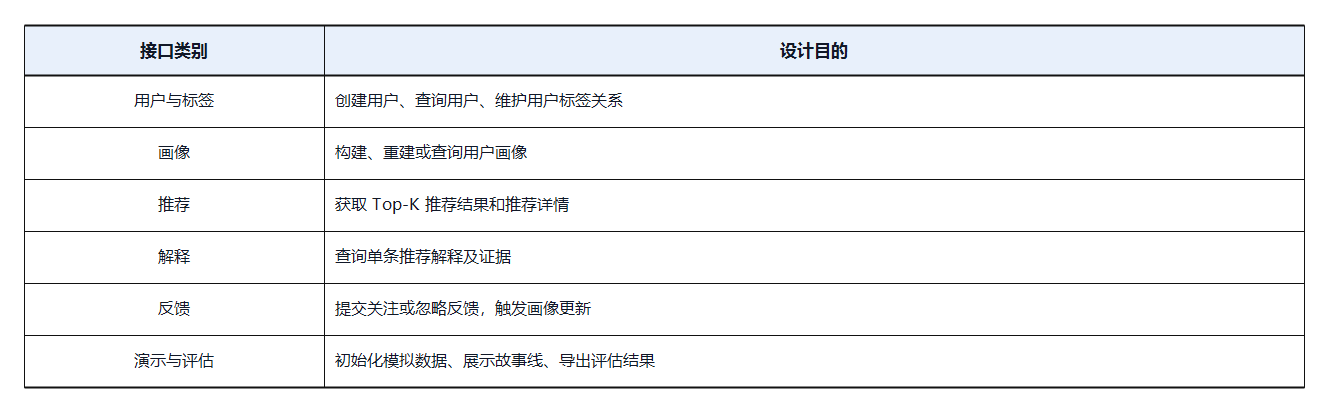 接口类别 设计目的
用户与标签 创建用户、查询用户、维护用户标签关系
画像 构建、重建或查询用户画像
推荐 获取 Top-K 推荐结果和推荐详情
解释 查询单条推荐解释及证据
反馈 提交关注或忽略反馈，触发画像更新
演示与评估 初始化模拟数据、展示故事线、导出评估结果